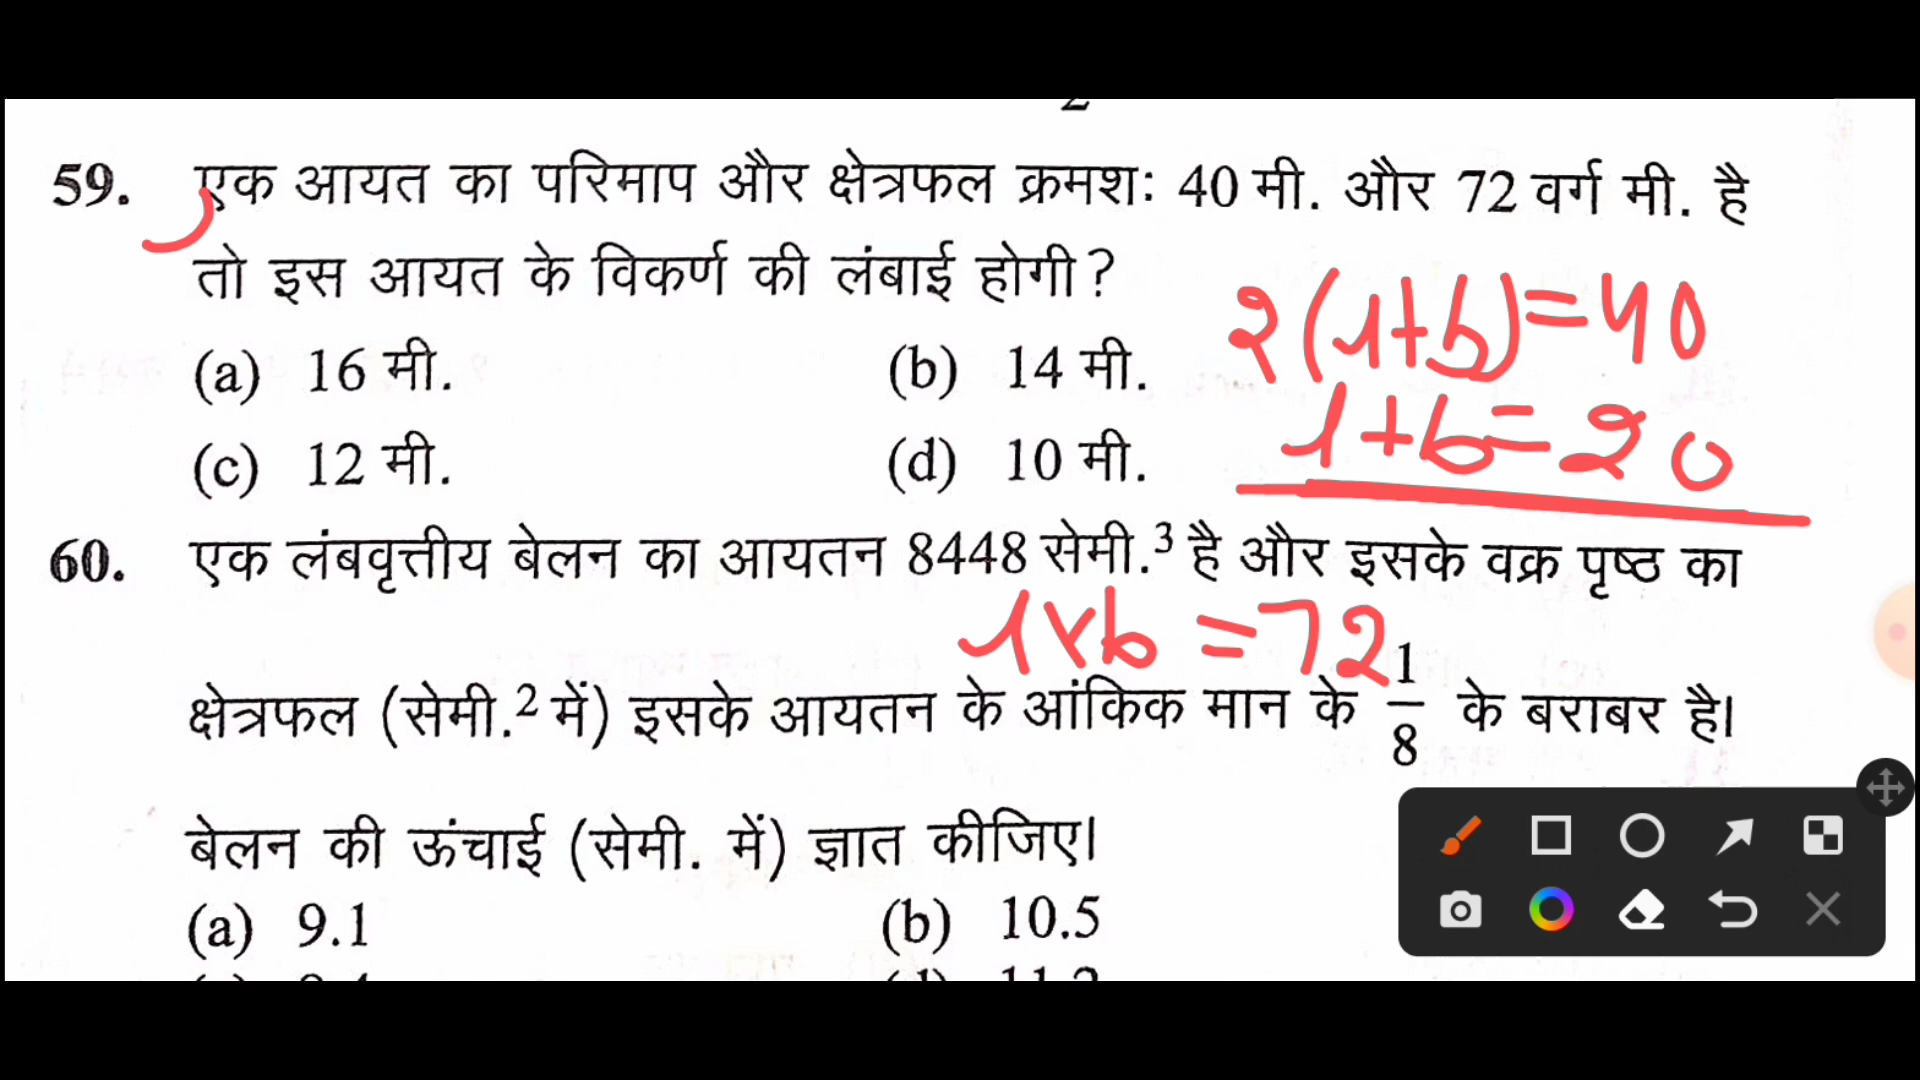 59. एक आयत का परिमाप और क्षेत्रफल क्रमशः 40 मी. और 72 वर्ग मी. है
तो इस आयत के विकर्ण की लंबाई होगी?
2(l+b)=40
(a) 16 मी. (b) 14 मी.
l+b=20
(c) 12 मी. (d) 10 मी.
60. एक लंबवृत्तीय बेलन का आयतन 8448 सेमी.³ है और इसके वक्र पृष्ठ का
l×b=72
क्षेत्रफल (सेमी.² में) इसके आयतन के आंकिक मान के 1/8 के बराबर है।
बेलन की ऊंचाई (सेमी. में) ज्ञात कीजिए।
(a) 9.1 (b) 10.5